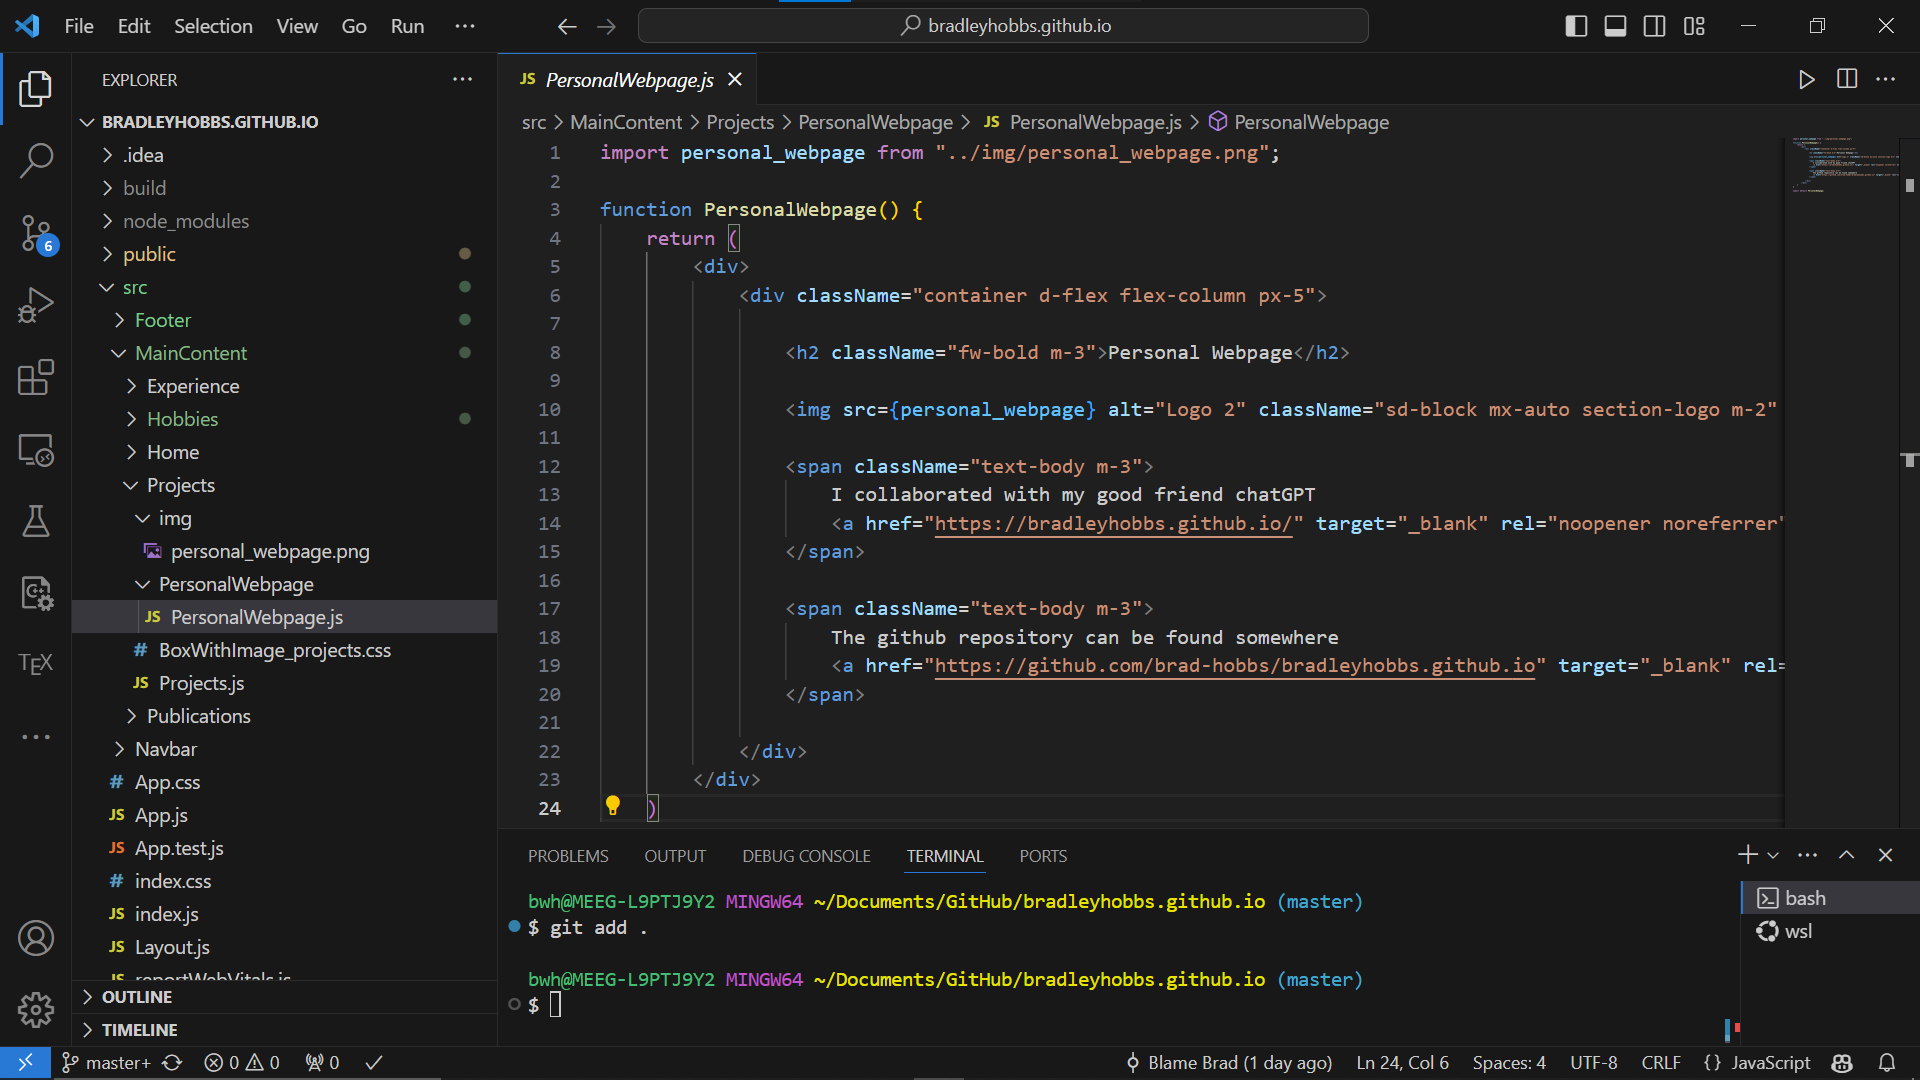 File Edit Selection View Go Run ···
bradleyhobbs.github.io
EXPLORER
BRADLEYHOBBS.GITHUB.IO
.idea
build
node_modules
public
src
Footer
MainContent
Experience
Hobbies
Home
Projects
img
personal_webpage.png
PersonalWebpage
JS PersonalWebpage.js
# BoxWithImage_projects.css
JS Projects.js
Publications
Navbar
# App.css
JS App.js
JS App.test.js
# index.css
JS index.js
JS Layout.js
JS reportWebVitals.js
OUTLINE
TIMELINE
6
TEX
JS PersonalWebpage.js
src > MainContent > Projects > PersonalWebpage > JS PersonalWebpage.js > PersonalWebpage
1 import personal_webpage from "../img/personal_webpage.png";
2
3 function PersonalWebpage() {
4 return (
5 <div>
6 <div className="container d-flex flex-column px-5">
7
8 <h2 className="fw-bold m-3">Personal Webpage</h2>
9
10 <img src={personal_webpage} alt="Logo 2" className="sd-block mx-auto section-logo m-2"
11
12 <span className="text-body m-3">
13 I collaborated with my good friend chatGPT
14 <a href="https://bradleyhobbs.github.io/" target="_blank" rel="noopener noreferrer"
15 </span>
16
17 <span className="text-body m-3">
18 The github repository can be found somewhere
19 <a href="https://github.com/brad-hobbs/bradleyhobbs.github.io" target="_blank" rel=
20 </span>
21
22 </div>
23 </div>
24 )
PROBLEMS OUTPUT DEBUG CONSOLE TERMINAL PORTS
bwh@MEEG-L9PTJ9Y2 MINGW64 ~/Documents/GitHub/bradleyhobbs.github.io (master)
$ git add .
bwh@MEEG-L9PTJ9Y2 MINGW64 ~/Documents/GitHub/bradleyhobbs.github.io (master)
$
bash
wsl
master+ 0 0 0 Blame Brad (1 day ago) Ln 24, Col 6 Spaces: 4 UTF-8 CRLF {} JavaScript